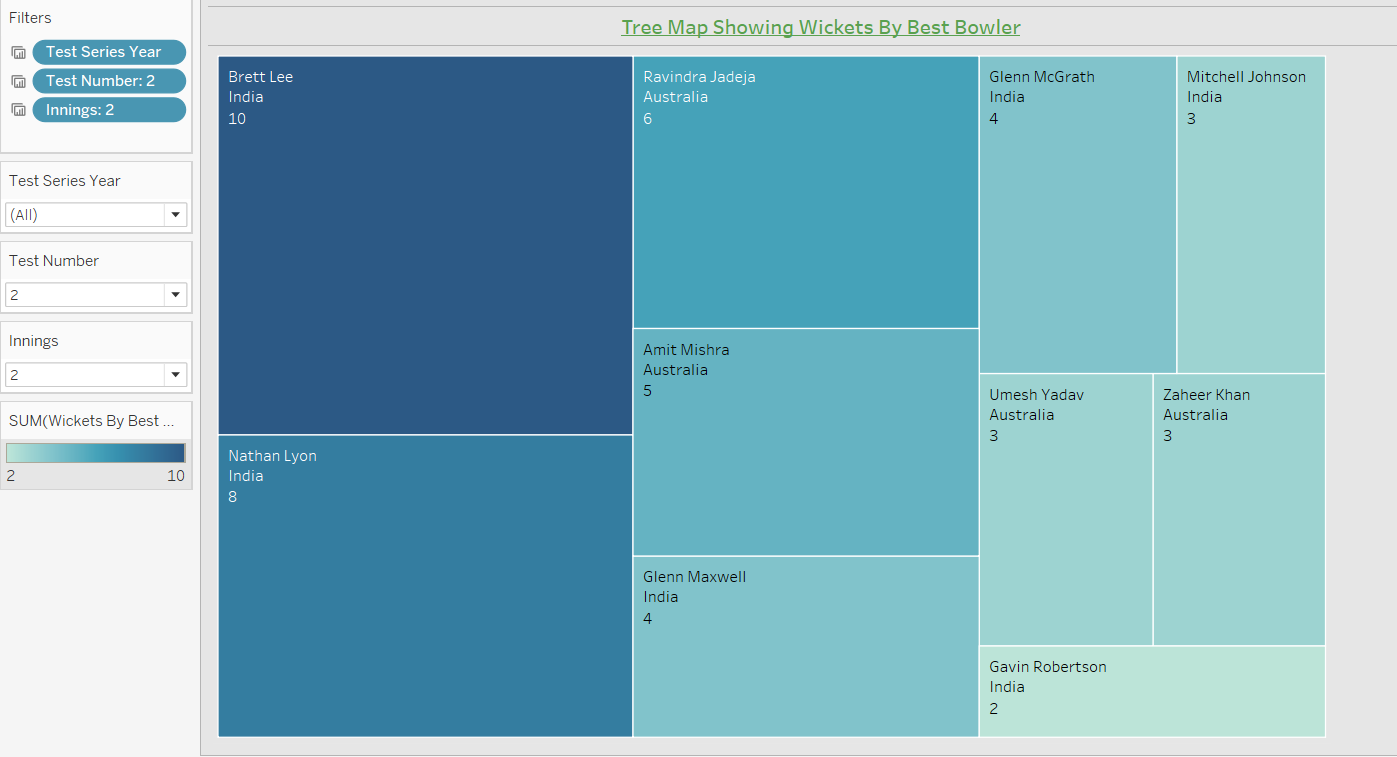 Filters
Test Series Year
Test Number: 2
Innings: 2
Test Series Year
(All)
Test Number
2
Innings
2
SUM(Wickets By Best ...
2 10
Tree Map Showing Wickets By Best Bowler
Brett Lee
India
10
Nathan Lyon
India
8
Ravindra Jadeja
Australia
6
Amit Mishra
Australia
5
Glenn Maxwell
India
4
Glenn McGrath
India
4
Mitchell Johnson
India
3
Umesh Yadav
Australia
3
Zaheer Khan
Australia
3
Gavin Robertson
India
2